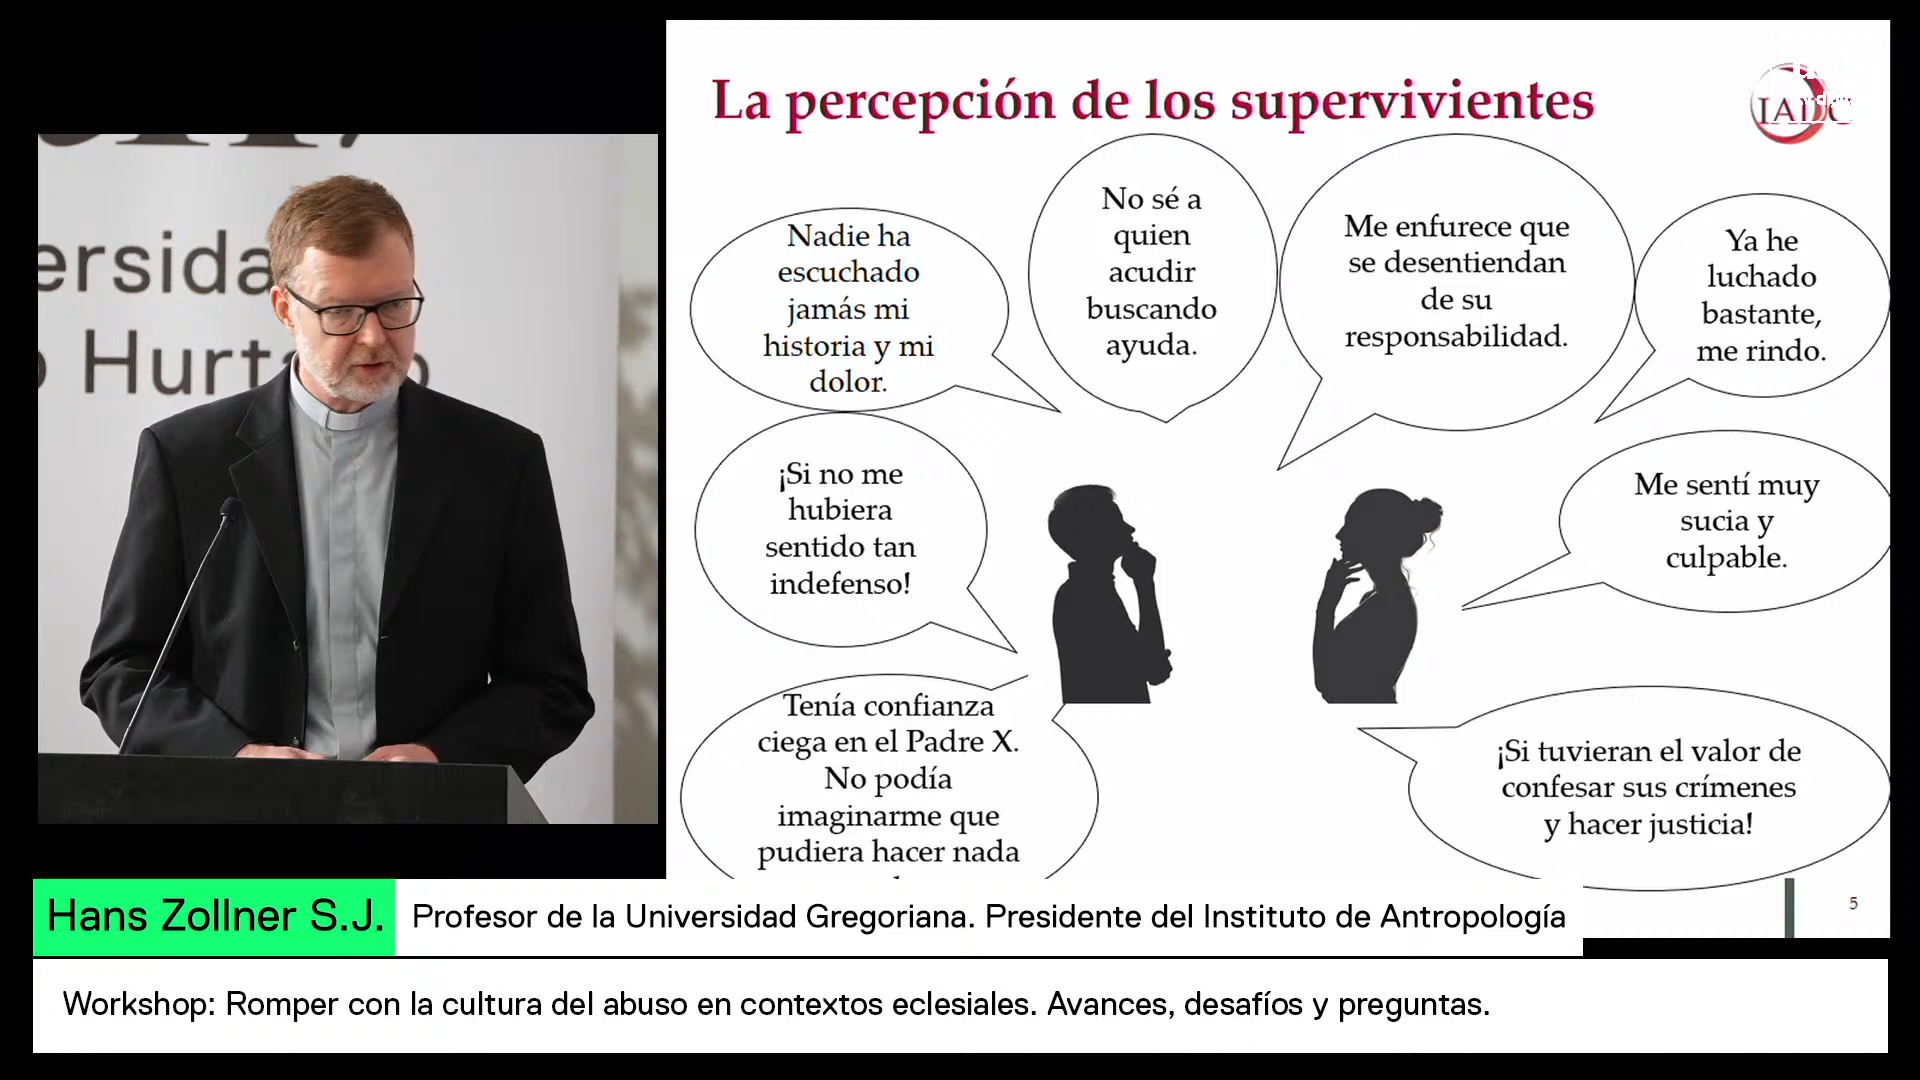 La percepción de los supervivientes
IADC
ersida
o Hurtado
Nadie ha
escuchado
jamás mi
historia y mi
dolor.
No sé a
quien
acudir
buscando
ayuda.
Me enfurece que
se desentiendan
de su
responsabilidad.
Ya he
luchado
bastante,
me rindo.
¡Si no me
hubiera
sentido tan
indefenso!
Me sentí muy
sucia y
culpable.
Tenía confianza
ciega en el Padre X.
No podía
imaginarme que
pudiera hacer nada
¡Si tuvieran el valor de
confesar sus crímenes
y hacer justicia!
5
Hans Zollner S.J.
Profesor de la Universidad Gregoriana. Presidente del Instituto de Antropología
Workshop: Romper con la cultura del abuso en contextos eclesiales. Avances, desafíos y preguntas.